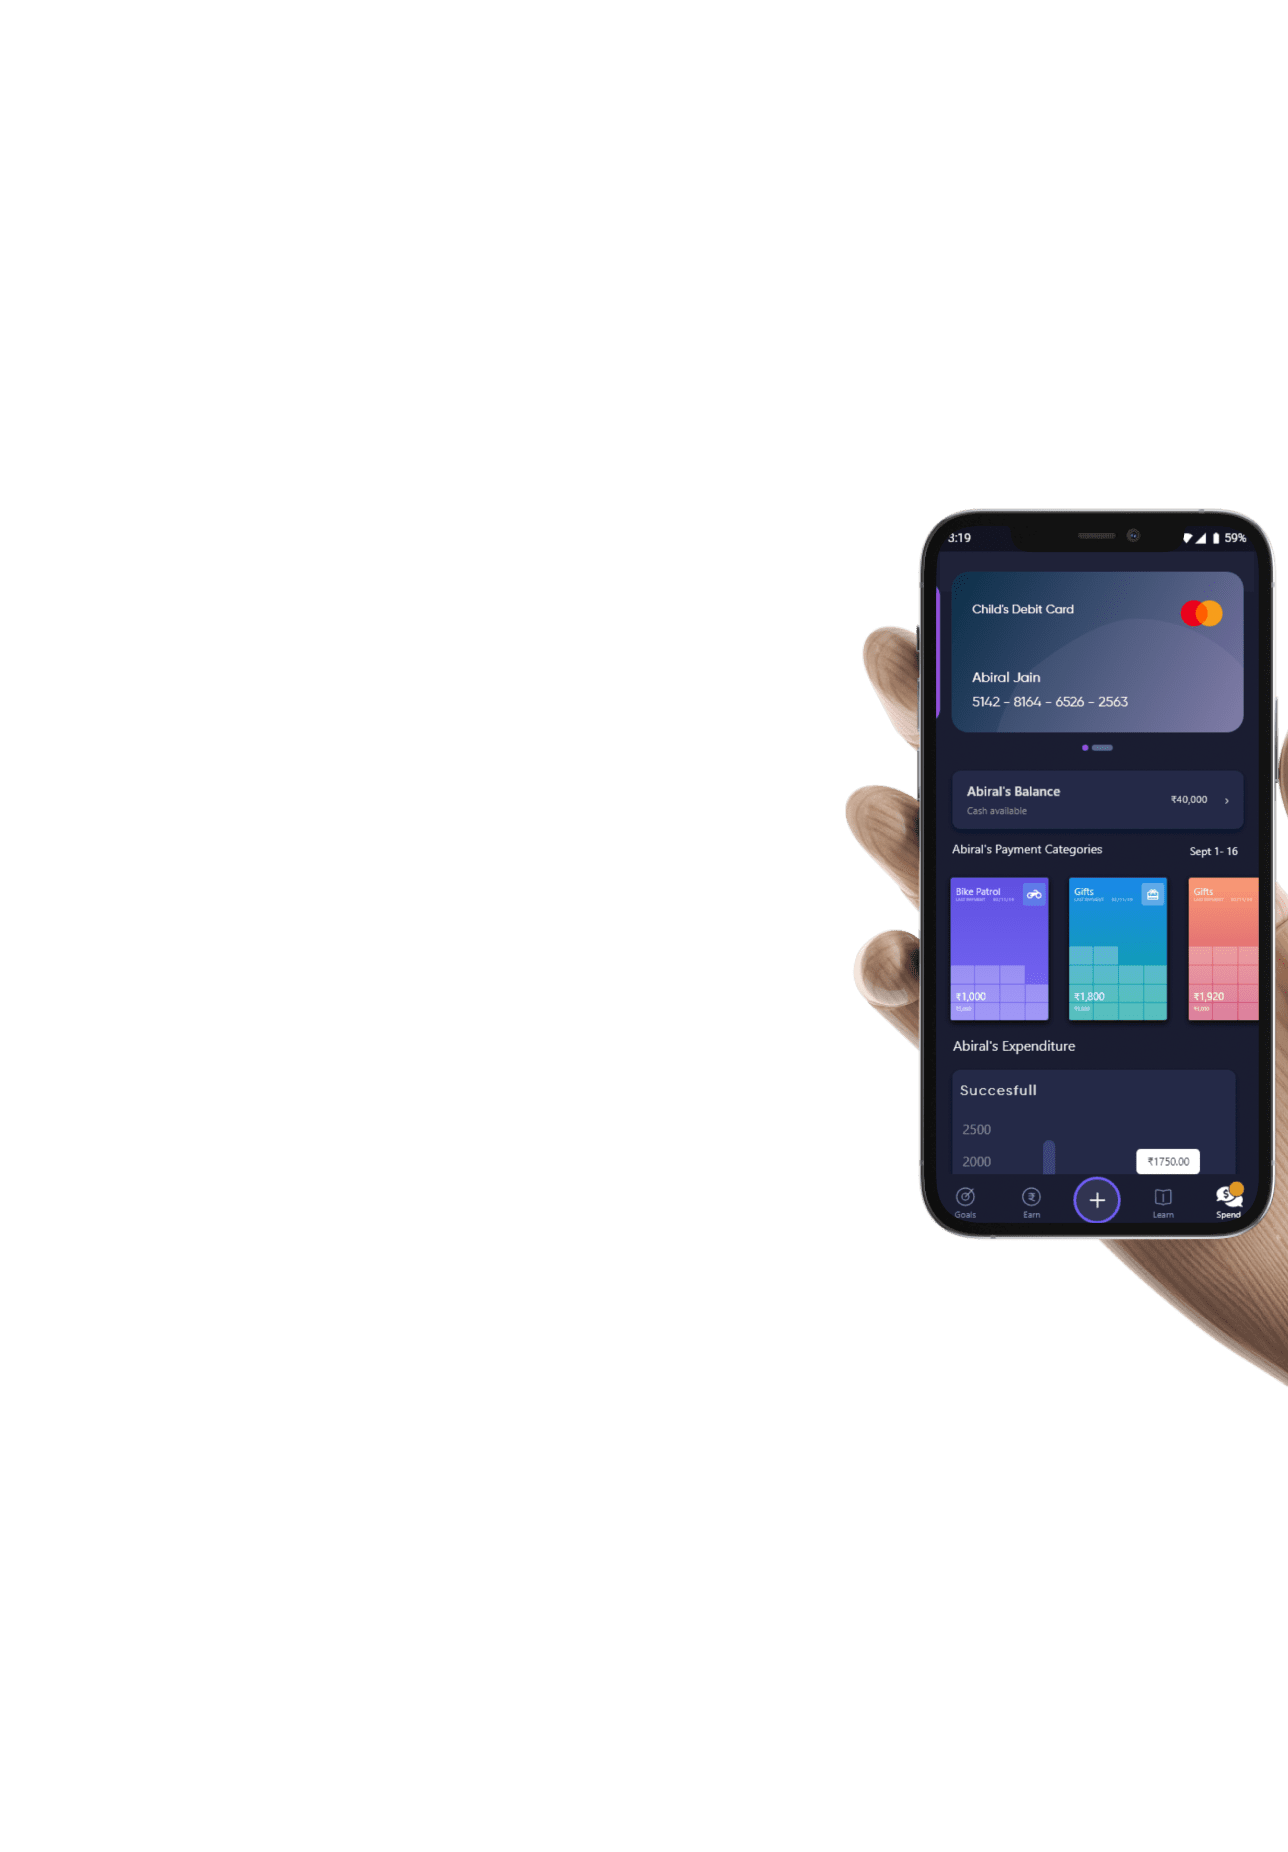 3:19 59%
Child's Debit Card
Abiral Jain
5142 - 8164 - 6526 - 2563
Abiral's Balance
Cash available
₹40,000 ›
Abiral's Payment Categories
Sept 1- 16
Bike Patrol
₹1,000
Gifts
₹1,800
Gifts
₹1,920
Abiral's Expenditure
Succesfull
2500
2000
₹1750.00
Goals
Earn
+
Learn
Spend